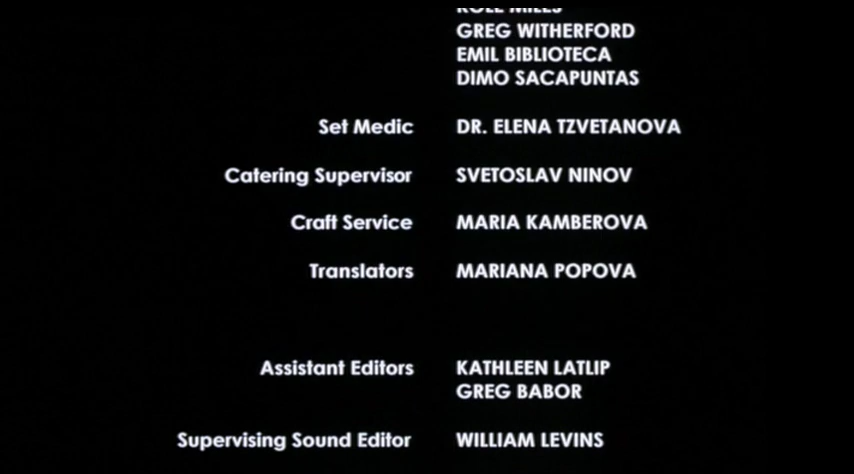 GREG WITHERFORD
EMIL BIBLIOTECA
DIMO SACAPUNTAS
Set Medic DR. ELENA TZVETANOVA
Catering Supervisor SVETOSLAV NINOV
Craft Service MARIA KAMBEROVA
Translators MARIANA POPOVA
Assistant Editors KATHLEEN LATLIP
GREG BABOR
Supervising Sound Editor WILLIAM LEVINS